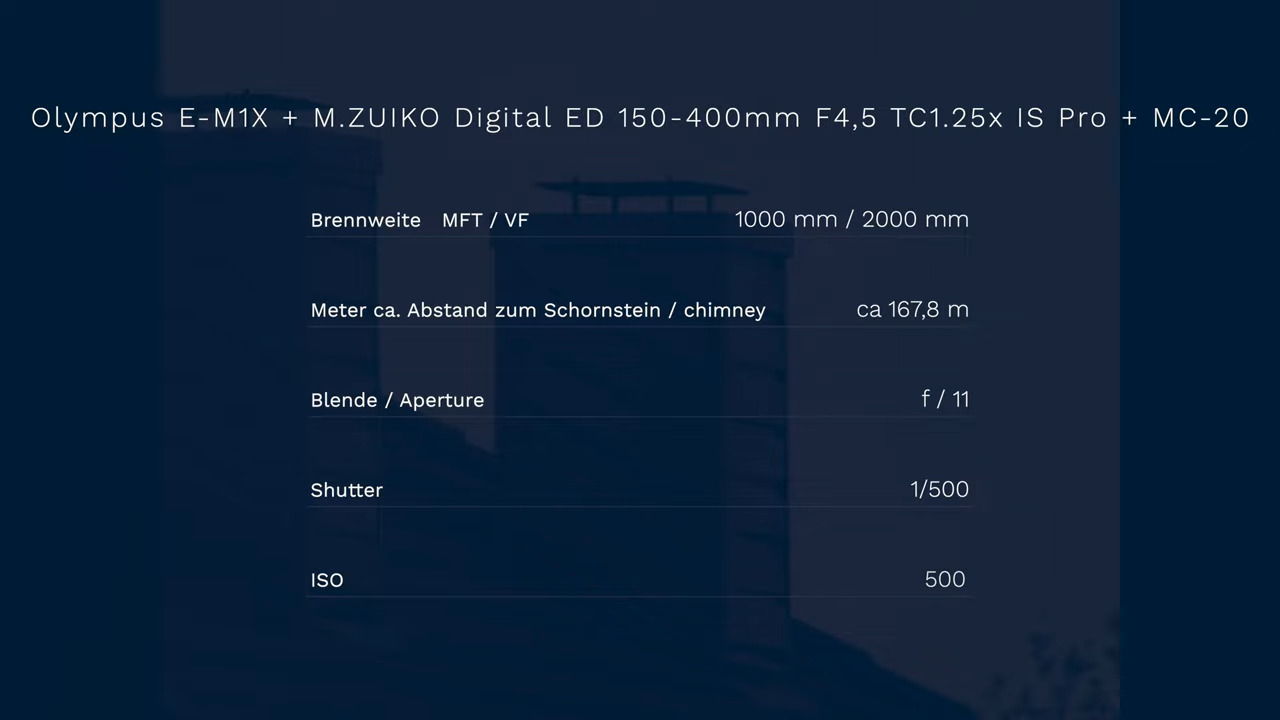 Olympus E-M1X + M.ZUIKO Digital ED 150-400mm F4,5 TC1.25x IS Pro + MC-20
Brennweite MFT / VF 1000 mm / 2000 mm
Meter ca. Abstand zum Schornstein / chimney ca 167,8 m
Blende / Aperture f / 11
Shutter 1/500
ISO 500